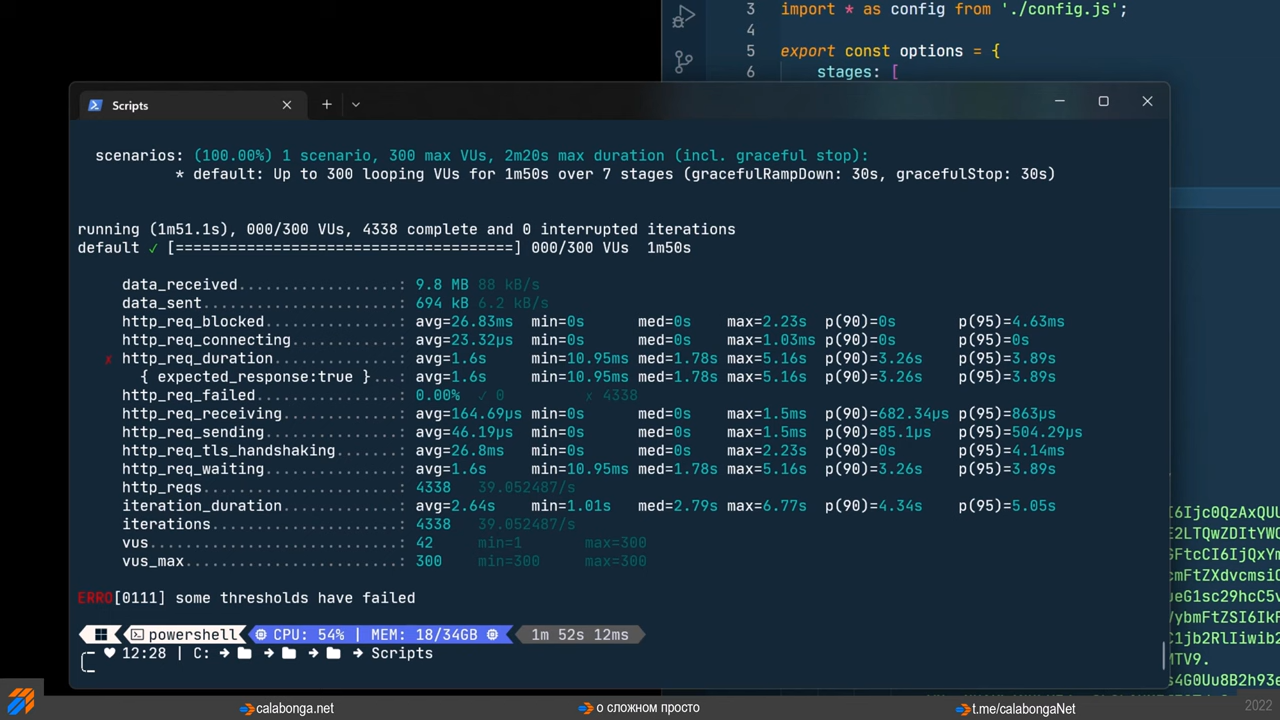 3 import * as config from './config.js';
4
5 export const options = {
6 stages: [
Scripts
scenarios: (100.00%) 1 scenario, 300 max VUs, 2m20s max duration (incl. graceful stop):
* default: Up to 300 looping VUs for 1m50s over 7 stages (gracefulRampDown: 30s, gracefulStop: 30s)
running (1m51.1s), 000/300 VUs, 4338 complete and 0 interrupted iterations
default ✓ [======================================] 000/300 VUs 1m50s
data_received..................: 9.8 MB 88 kB/s
data_sent......................: 694 kB 6.2 kB/s
http_req_blocked...............: avg=26.83ms min=0s med=0s max=2.23s p(90)=0s p(95)=4.63ms
http_req_connecting............: avg=23.32µs min=0s med=0s max=1.03ms p(90)=0s p(95)=0s
✗ http_req_duration..............: avg=1.6s min=10.95ms med=1.78s max=5.16s p(90)=3.26s p(95)=3.89s
{ expected_response:true }...: avg=1.6s min=10.95ms med=1.78s max=5.16s p(90)=3.26s p(95)=3.89s
http_req_failed................: 0.00% ✓ 0 ✗ 4338
http_req_receiving.............: avg=164.69µs min=0s med=0s max=1.5ms p(90)=682.34µs p(95)=863µs
http_req_sending...............: avg=46.19µs min=0s med=0s max=1.5ms p(90)=85.1µs p(95)=504.29µs
http_req_tls_handshaking.......: avg=26.8ms min=0s med=0s max=2.23s p(90)=0s p(95)=4.14ms
http_req_waiting...............: avg=1.6s min=10.95ms med=1.78s max=5.16s p(90)=3.26s p(95)=3.89s
http_reqs......................: 4338 39.052487/s
iteration_duration.............: avg=2.64s min=1.01s med=2.79s max=6.77s p(90)=4.34s p(95)=5.05s
iterations.....................: 4338 39.052487/s
vus............................: 42 min=1 max=300
vus_max........................: 300 min=300 max=300
ERRO[0111] some thresholds have failed
powershell CPU: 54% | MEM: 18/34GB 1m 52s 12ms
12:28 | C: → → → → Scripts
calabonga.net
о сложном просто
t.me/calabongaNet
2022